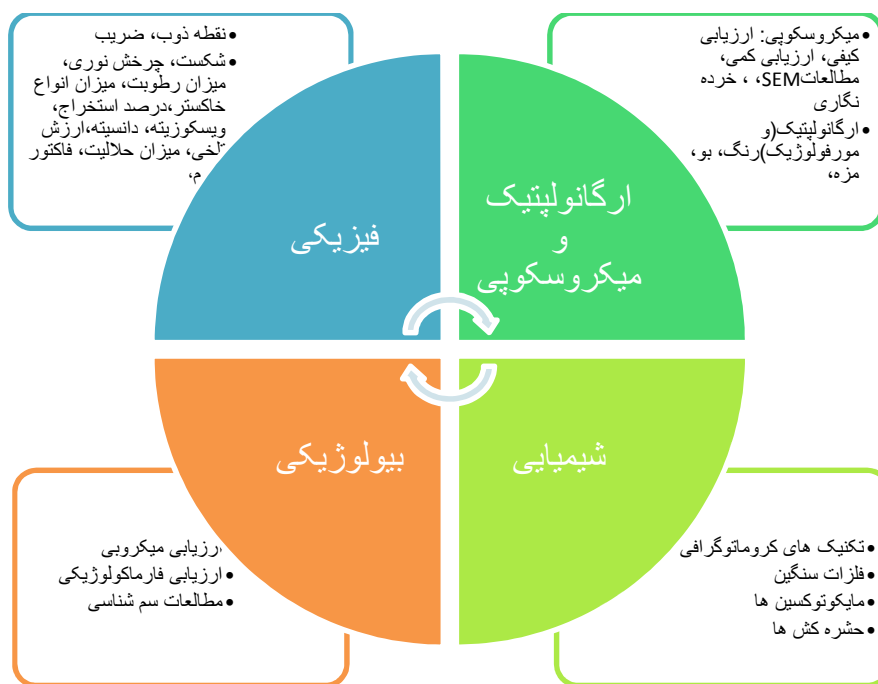 •میکروسکوپی: ارزیابی
کیفی، ارزیابی کمی،
مطالعاتSEM، ، خرده
نگاری
•ارگانولپتیک(و
مورفولوژیک)رنگ، بو،
مزه،
•نقطه ذوب، ضریب
•شکست، چرخش نوری،
میزان رطوبت، میزان انواع
خاکستر،درصد استخراج،
ویسکوزیته، دانسیته،ارزش
تلخی، میزان حلالیت، فاکتور
ارگانولپتیک
و
میکروسکوپی
فیزیکی
شیمیایی
بیولوژیکی
•تکنیک های کروماتوگرافی
•فلزات سنگین
•مایکوتوکسین ها
•حشره کش ها
ارزیابی میکروبی
•ارزیابی فارماکولوژیکی
•مطالعات سم شناسی